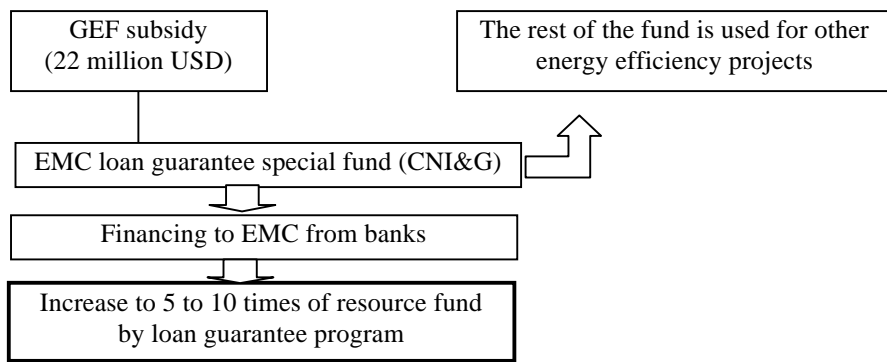 GEF subsidy
(22 million USD)
The rest of the fund is used for other
energy efficiency projects
EMC loan guarantee special fund (CNI&G)
Financing to EMC from banks
Increase to 5 to 10 times of resource fund
by loan guarantee program